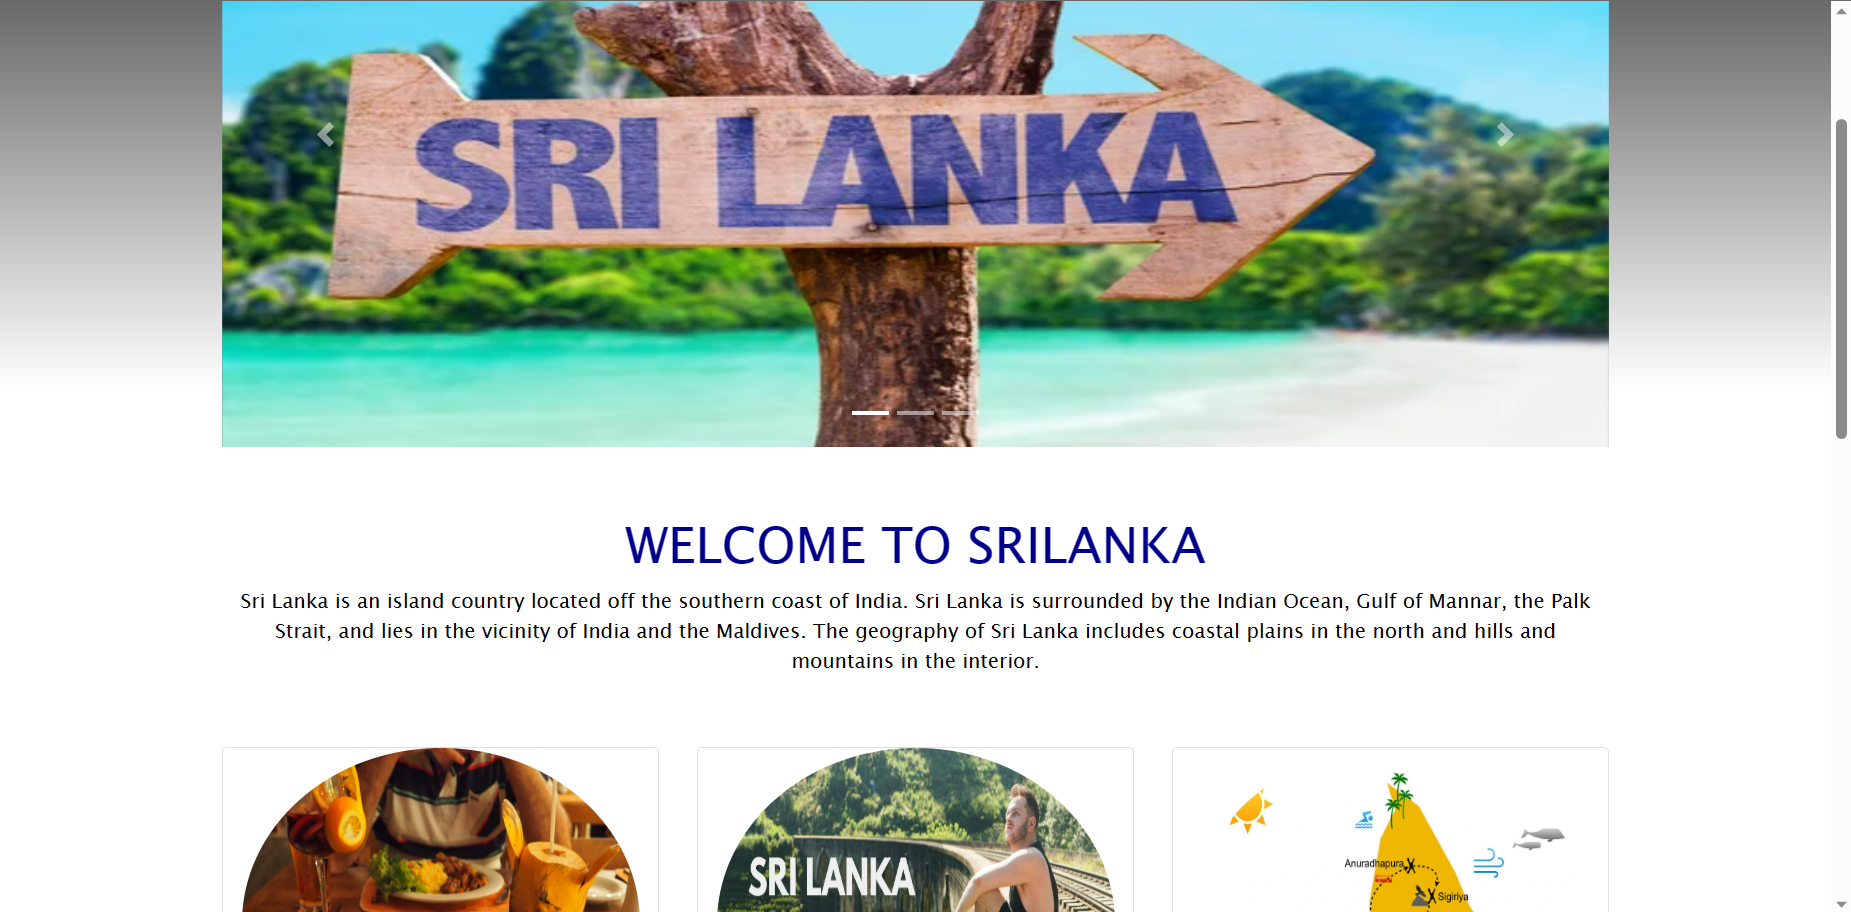 SRI LANKA
WELCOME TO SRILANKA
Sri Lanka is an island country located off the southern coast of India. Sri Lanka is surrounded by the Indian Ocean, Gulf of Mannar, the Palk
Strait, and lies in the vicinity of India and the Maldives. The geography of Sri Lanka includes coastal plains in the north and hills and
mountains in the interior.
SRI LANKA
Anuradhapura
Sigiriya